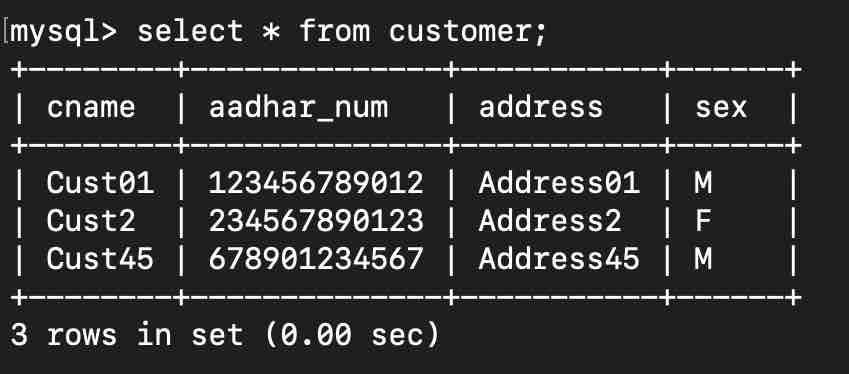 [mysql> select * from customer;
+--------+--------------+-----------+------+
| cname  | aadhar_num   | address   | sex  |
+--------+--------------+-----------+------+
| Cust01 | 123456789012 | Address01 | M    |
| Cust2  | 234567890123 | Address2  | F    |
| Cust45 | 678901234567 | Address45 | M    |
+--------+--------------+-----------+------+
3 rows in set (0.00 sec)